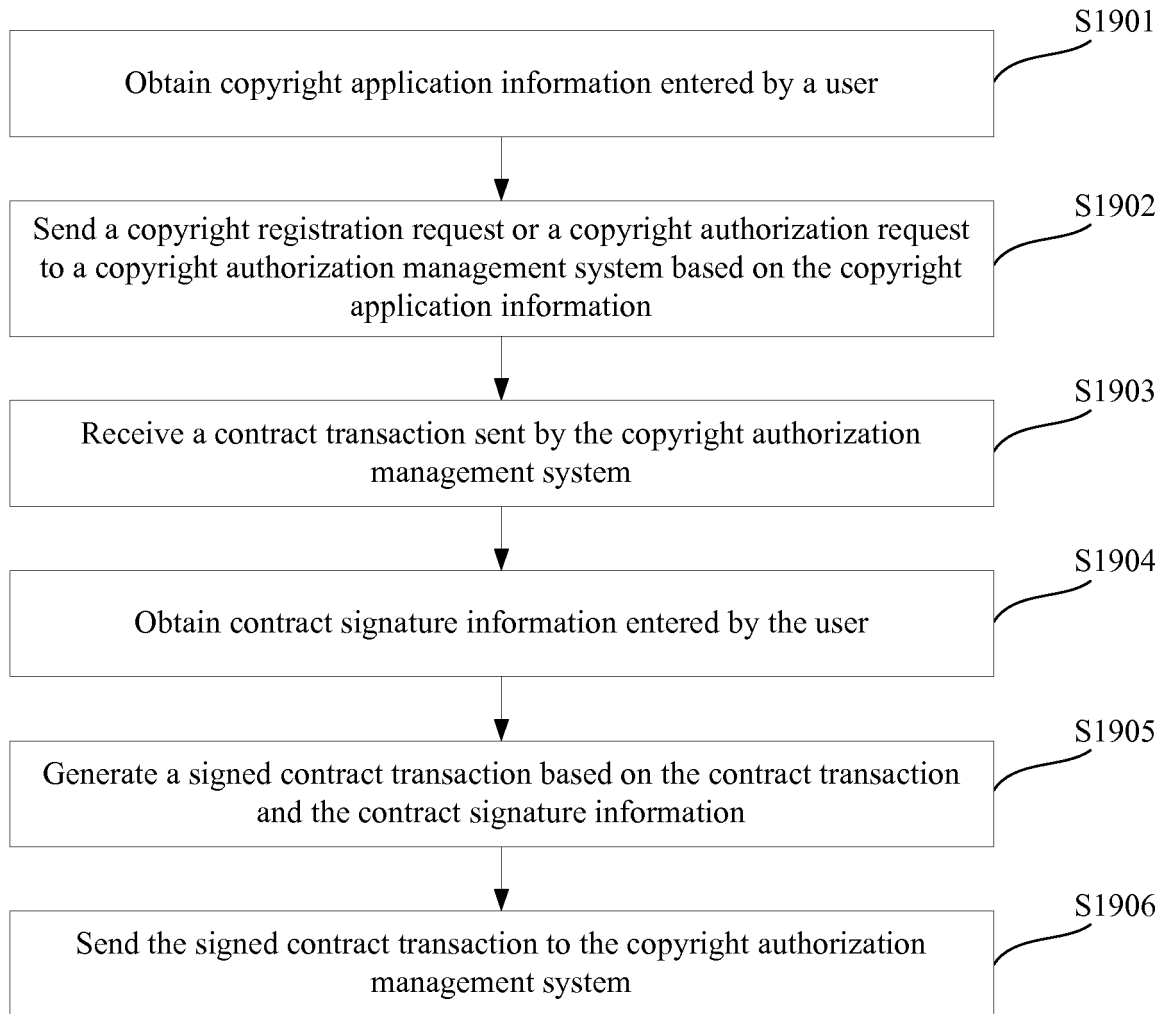 S1901
Obtain copyright application information entered by a user
S1902
Send a copyright registration request or a copyright authorization request
to a copyright authorization management system based on the copyright
application information
S1903
Receive a contract transaction sent by the copyright authorization
management system
S1904
Obtain contract signature information entered by the user
S1905
Generate a signed contract transaction based on the contract transaction
and the contract signature information
S1906
Send the signed contract transaction to the copyright authorization
management system